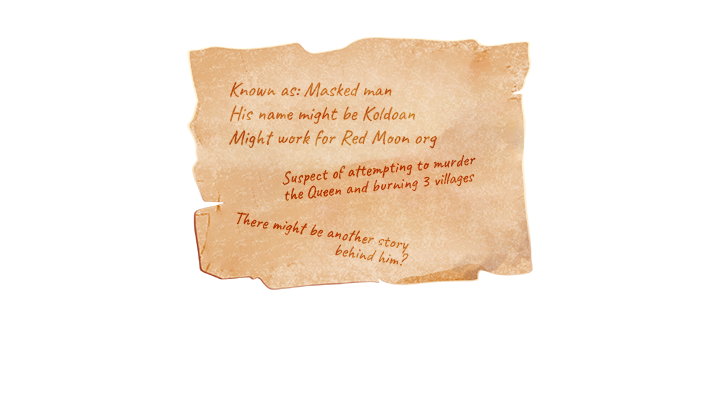 Known as: Masked man
His name might be Koldoan
Might work for Red Moon org
Suspect of attempting to murder
the Queen and burning 3 villages
There might be another story
behind him?